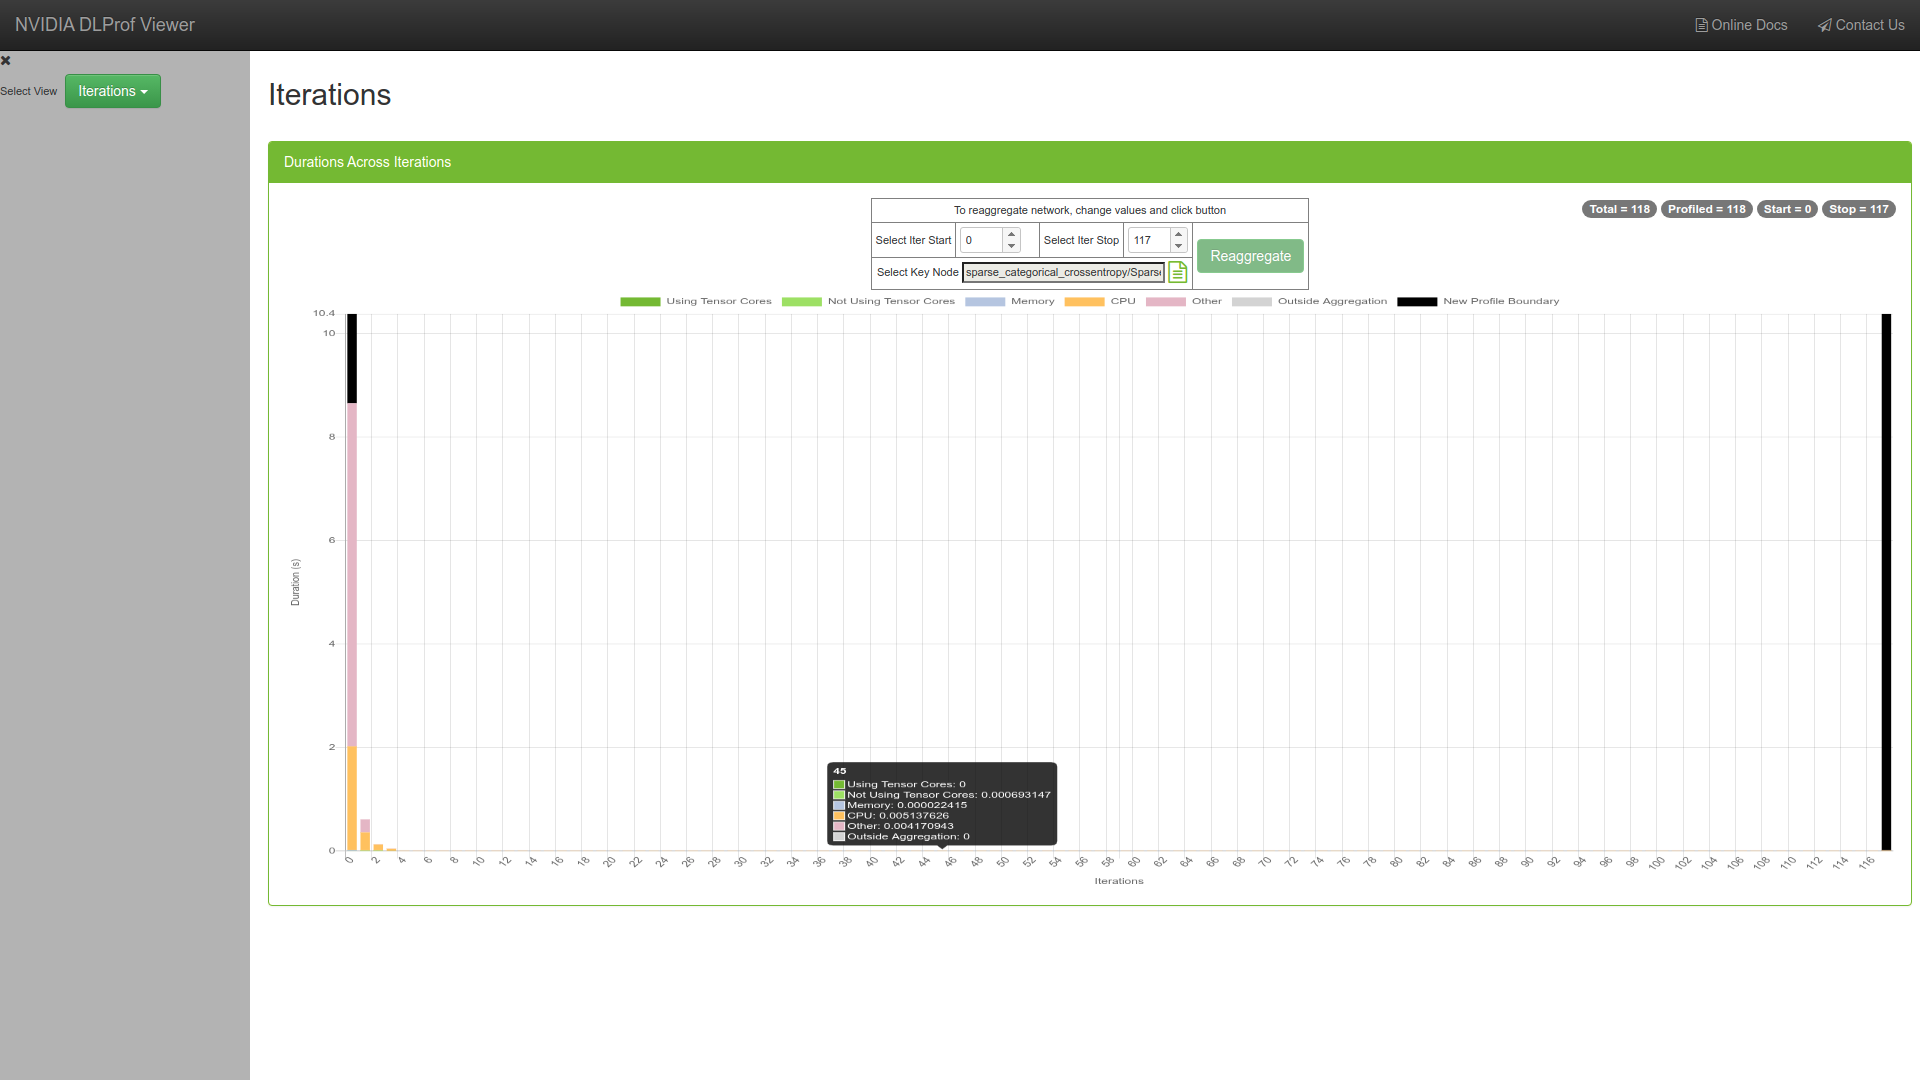 NVIDIA DLProf Viewer
Online Docs
Contact Us
Select View
Iterations
Iterations
Durations Across Iterations
To reaggregate network, change values and click button
Select Iter Start 0 Select Iter Stop 117
Reaggregate
Select Key Node sparse_categorical_crossentropy/Spars
Total = 118 Profiled = 118 Start = 0 Stop = 117
Using Tensor Cores Not Using Tensor Cores Memory CPU Other Outside Aggregation New Profile Boundary
10.4
10
8
6
4
2
0
Duration (s)
45
Using Tensor Cores: 0
Not Using Tensor Cores: 0.000693147
Memory: 0.000022415
CPU: 0.005137626
Other: 0.004170943
Outside Aggregation: 0
0 2 4 6 8 10 12 14 16 18 20 22 24 26 28 30 32 34 36 38 40 42 44 46 48 50 52 54 56 58 60 62 64 66 68 70 72 74 76 78 80 82 84 86 88 90 92 94 96 98 100 102 104 106 108 110 112 114 116
Iterations